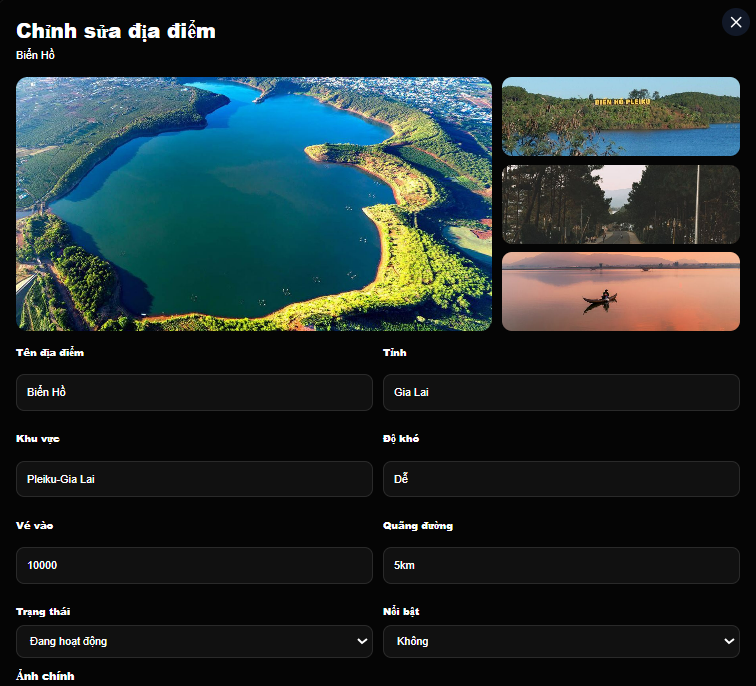 Chỉnh sửa địa điểm
Biển Hồ
BIEN HO PLEIKU
Tên địa điểm
Tỉnh
Biển Hồ
Gia Lai
Khu vực
Độ khó
Pleiku-Gia Lai
Dễ
Vé vào
Quãng đường
10000
5km
Trạng thái
Nổi bật
Đang hoạt động
Không
Ảnh chính